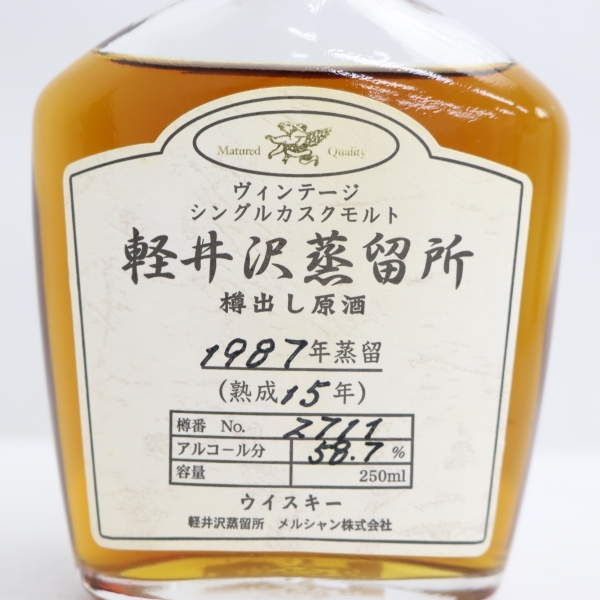 Matured Quality
ヴィンテージ
シングルカスクモルト
軽井沢蒸留所
樽出し原酒
1987年蒸留
(熟成15年)
樽番 No. 2711
アルコール分 58.7 %
容量 250ml
ウイスキー
軽井沢蒸留所 メルシャン株式会社